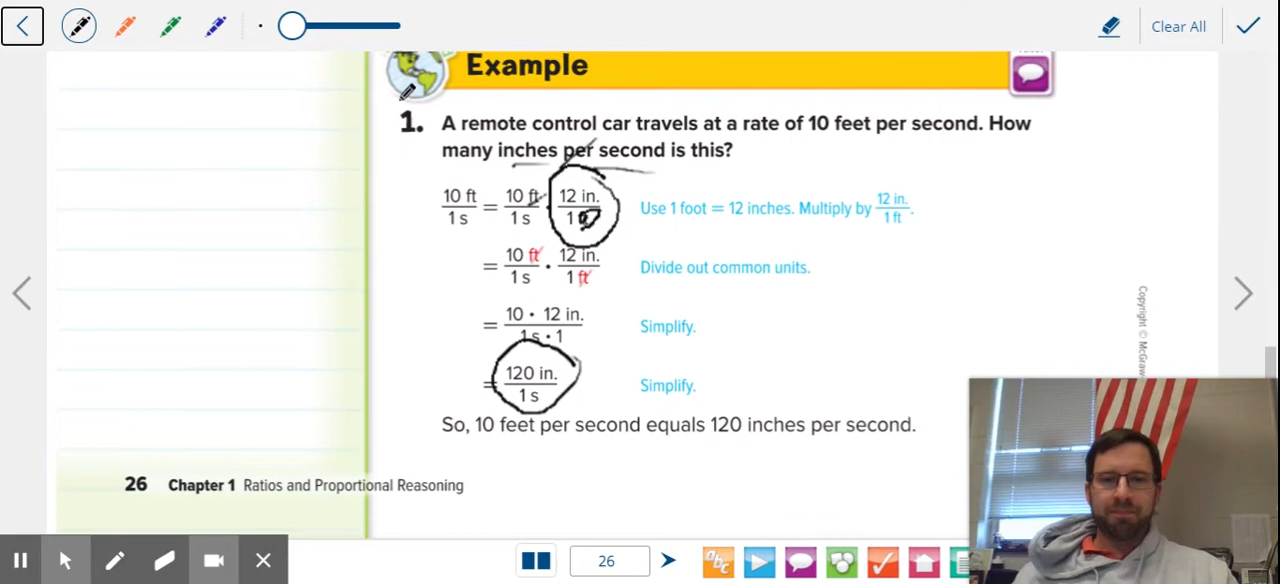 Clear All
Example
1. A remote control car travels at a rate of 10 feet per second. How
many inches per second is this?
10 ft / 1 s = 10 ft / 1 s · 12 in. / 1 Use 1 foot = 12 inches. Multiply by 12 in. / 1 ft.
= 10 ft / 1 s · 12 in. / 1 ft Divide out common units.
= 10 · 12 in. / 1 s · 1 Simplify.
= 120 in. / 1 s Simplify.
So, 10 feet per second equals 120 inches per second.
26 Chapter 1 Ratios and Proportional Reasoning
Copyright © McGraw
26
abc